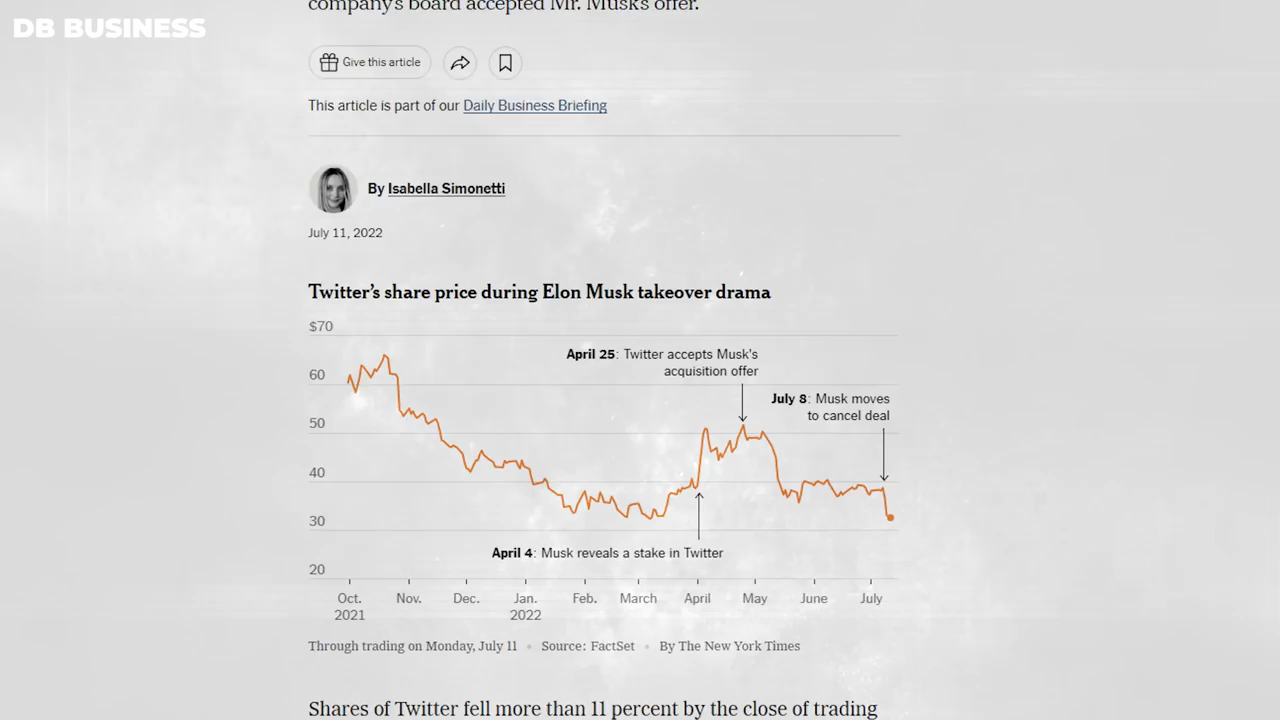 DB BUSINESS
company's board accepted Mr. Musk's offer.
Give this article
This article is part of our Daily Business Briefing
By Isabella Simonetti
July 11, 2022
Twitter's share price during Elon Musk takeover drama
$70
60
50
40
30
20
April 25: Twitter accepts Musk's
acquisition offer
July 8: Musk moves
to cancel deal
April 4: Musk reveals a stake in Twitter
Oct. Nov. Dec. Jan. Feb. March April May June July
2021 2022
Through trading on Monday, July 11 • Source: FactSet • By The New York Times
Shares of Twitter fell more than 11 percent by the close of trading